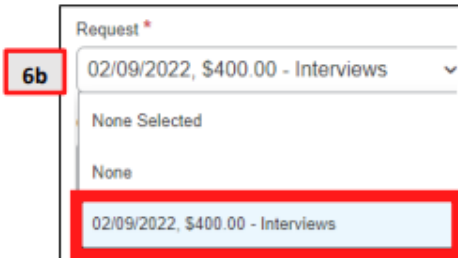 Request *
6b
02/09/2022, $400.00 - Interviews
None Selected
None
02/09/2022, $400.00 - Interviews